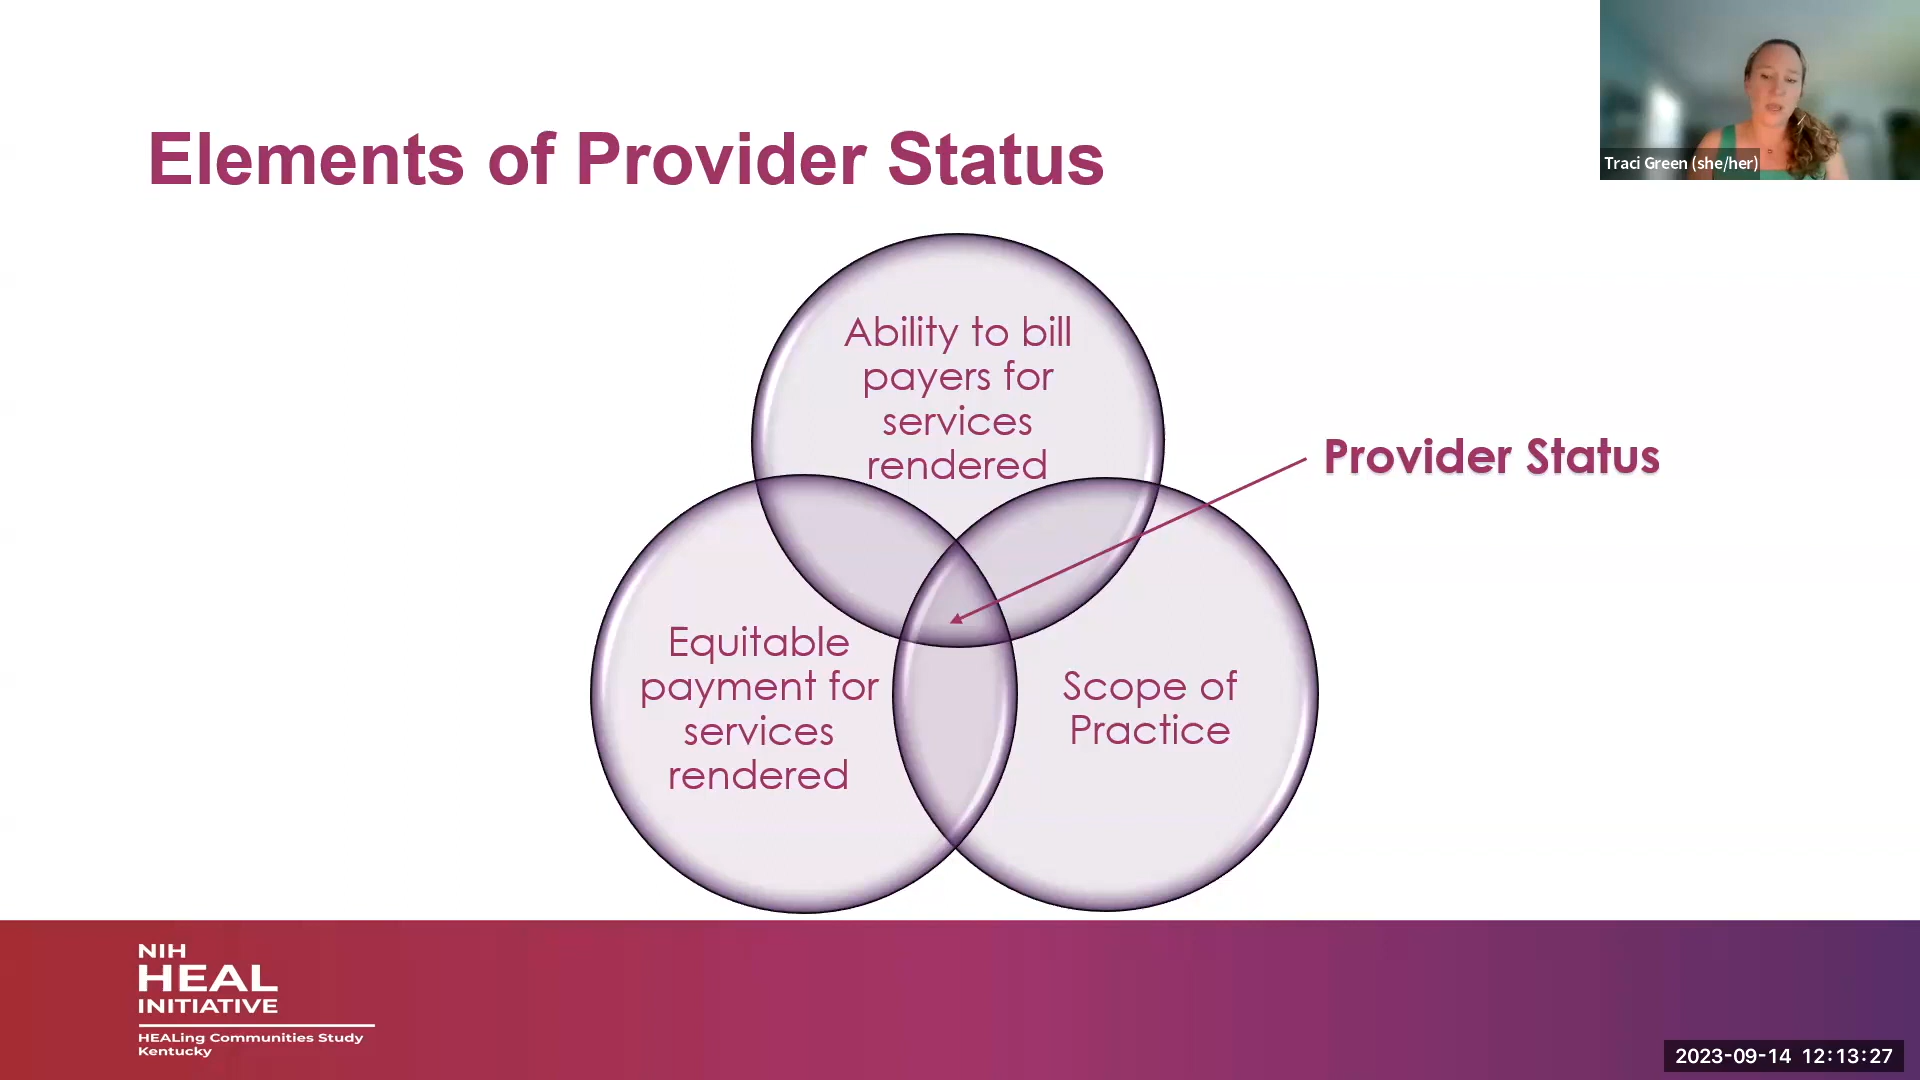 Traci Green (she/her)
Elements of Provider Status
Ability to bill
payers for
services
rendered
Provider Status
Equitable
payment for
services
rendered
Scope of
Practice
NIH
HEAL
INITIATIVE
HEALing Communities Study
Kentucky
2023-09-14 12:13:27